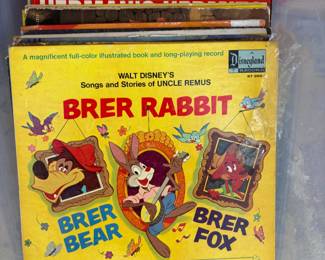 A magnificent full-color illustrated book and long-playing record
Disneyland
WALT DISNEY'S
Songs and Stories of UNCLE REMUS
BRER RABBIT
BRER
BEAR
BRER
FOX